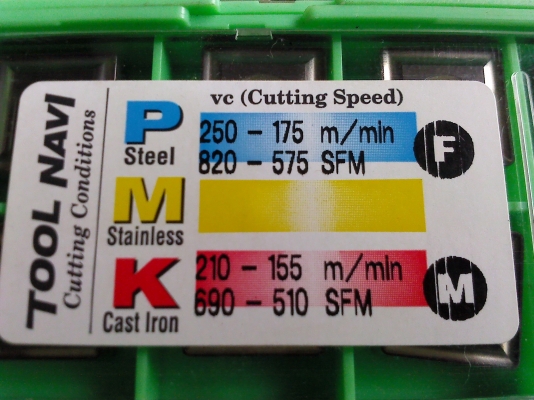 TOOL NAVI
Cutting Conditions
vc (Cutting Speed)
P
Steel
250 - 175 m/min
820 - 575 SFM
F
M
Stainless
K
Cast Iron
210 - 155 m/min
690 - 510 SFM
M